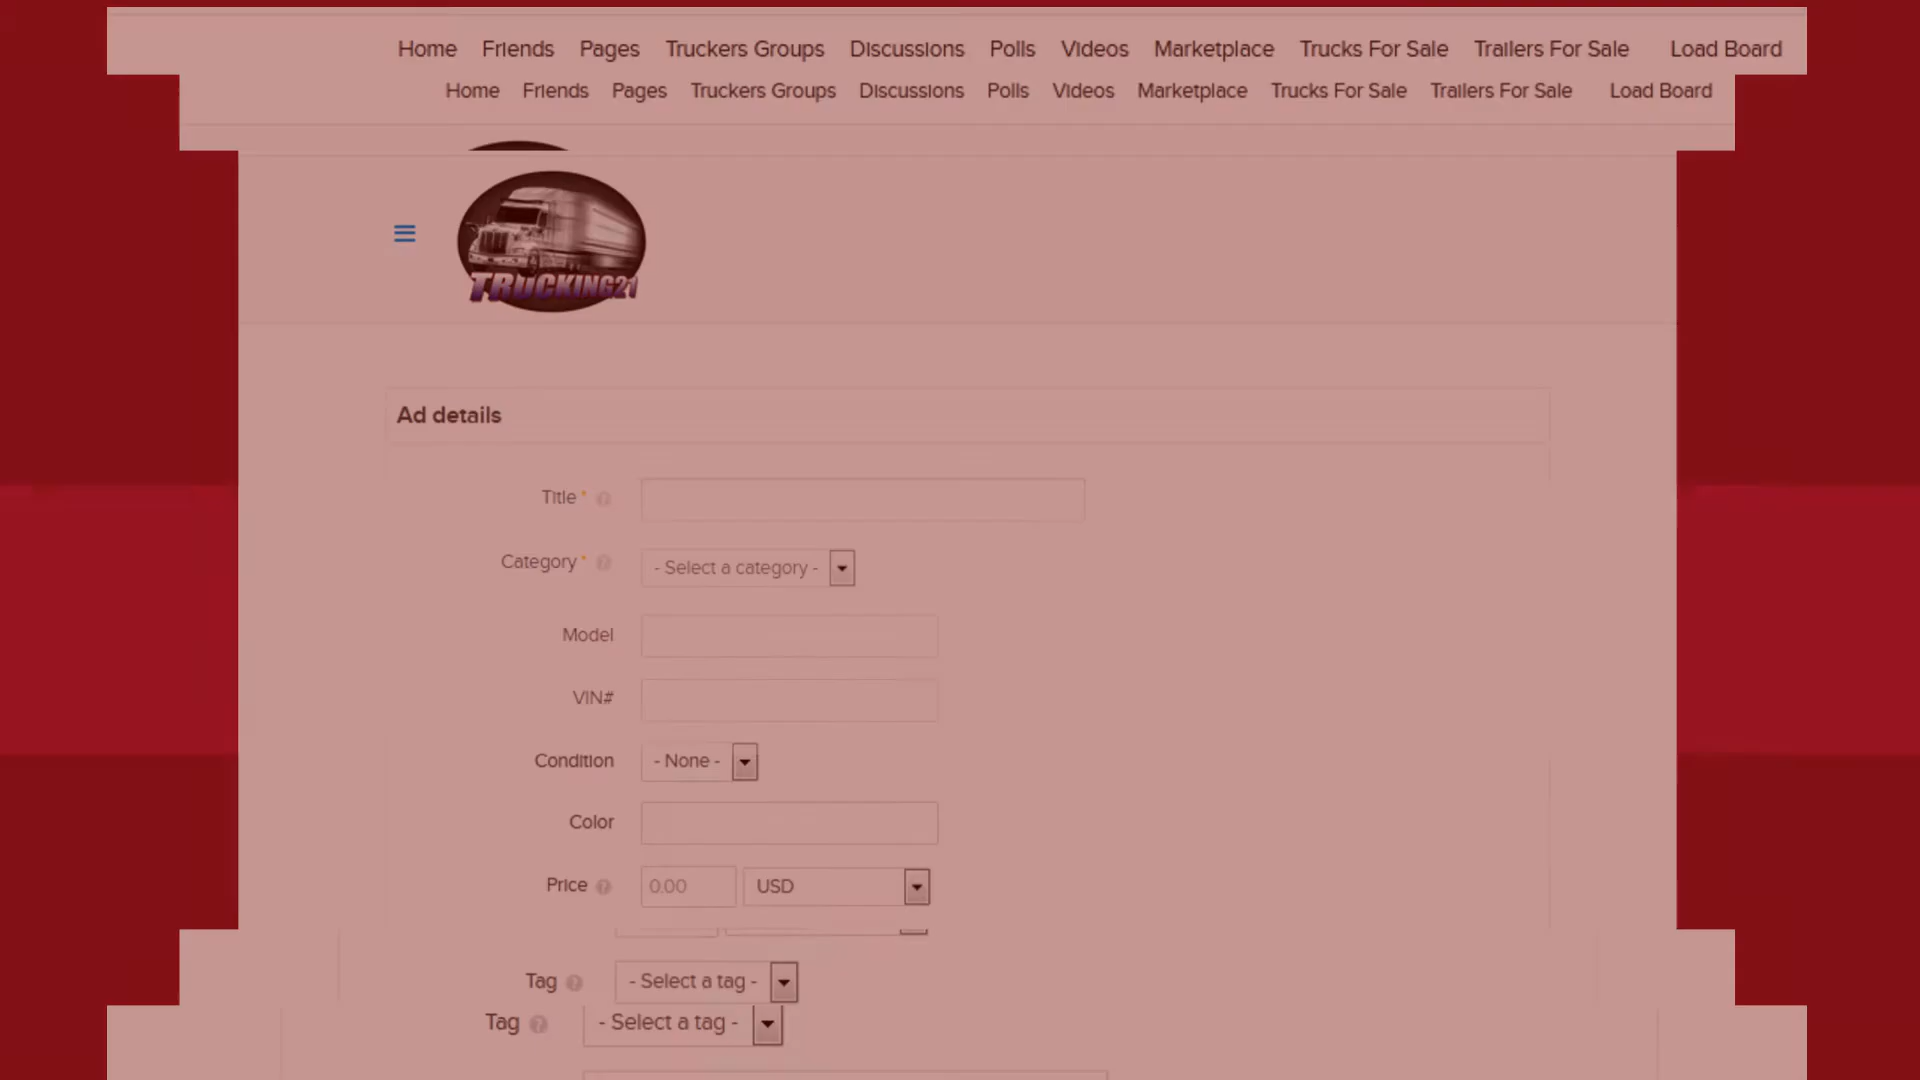 Home Friends Pages Truckers Groups Discussions Polls Videos Marketplace Trucks For Sale Trailers For Sale Load Board
Home Friends Pages Truckers Groups Discussions Polls Videos Marketplace Trucks For Sale Trailers For Sale Load Board
TRUCKING21
Ad details
Title *
Category * - Select a category -
Model
VIN#
Condition - None -
Color
Price 0.00 USD
Tag - Select a tag -
Tag - Select a tag -